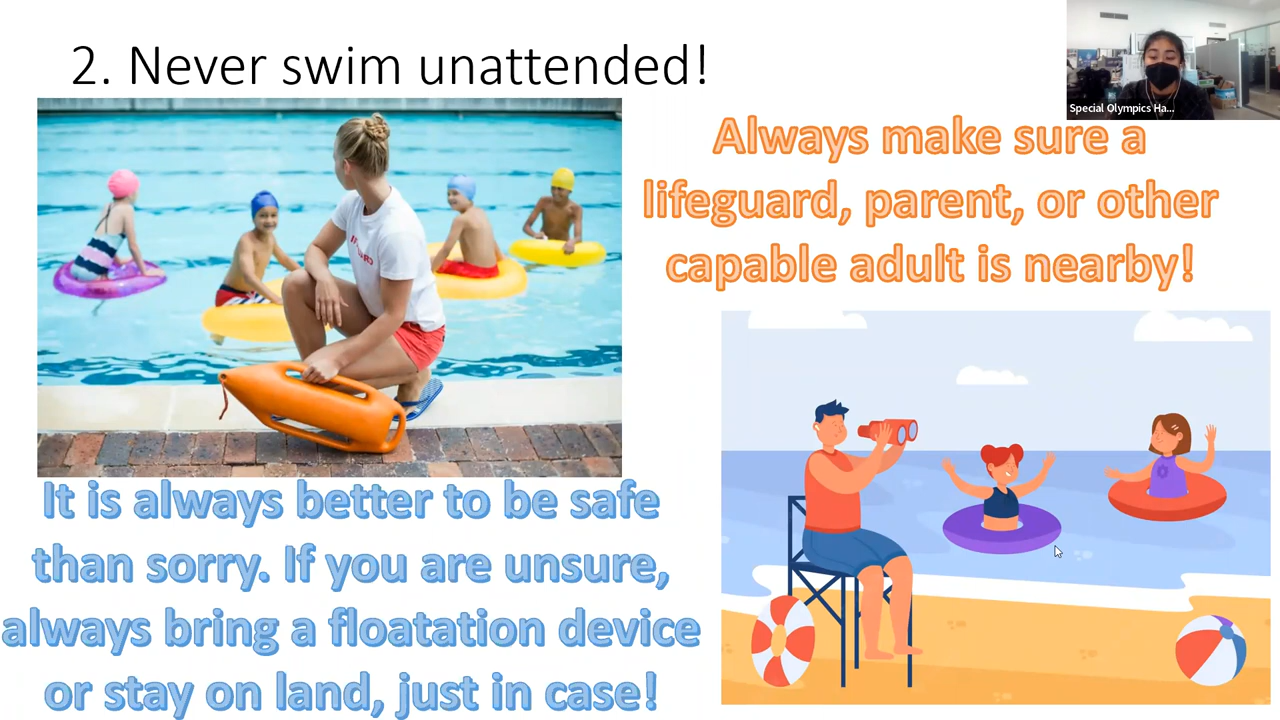 2. Never swim unattended!
Special Olympics Ha...
Always make sure a
lifeguard, parent, or other
capable adult is nearby!
It is always better to be safe
than sorry. If you are unsure,
always bring a floatation device
or stay on land, just in case!